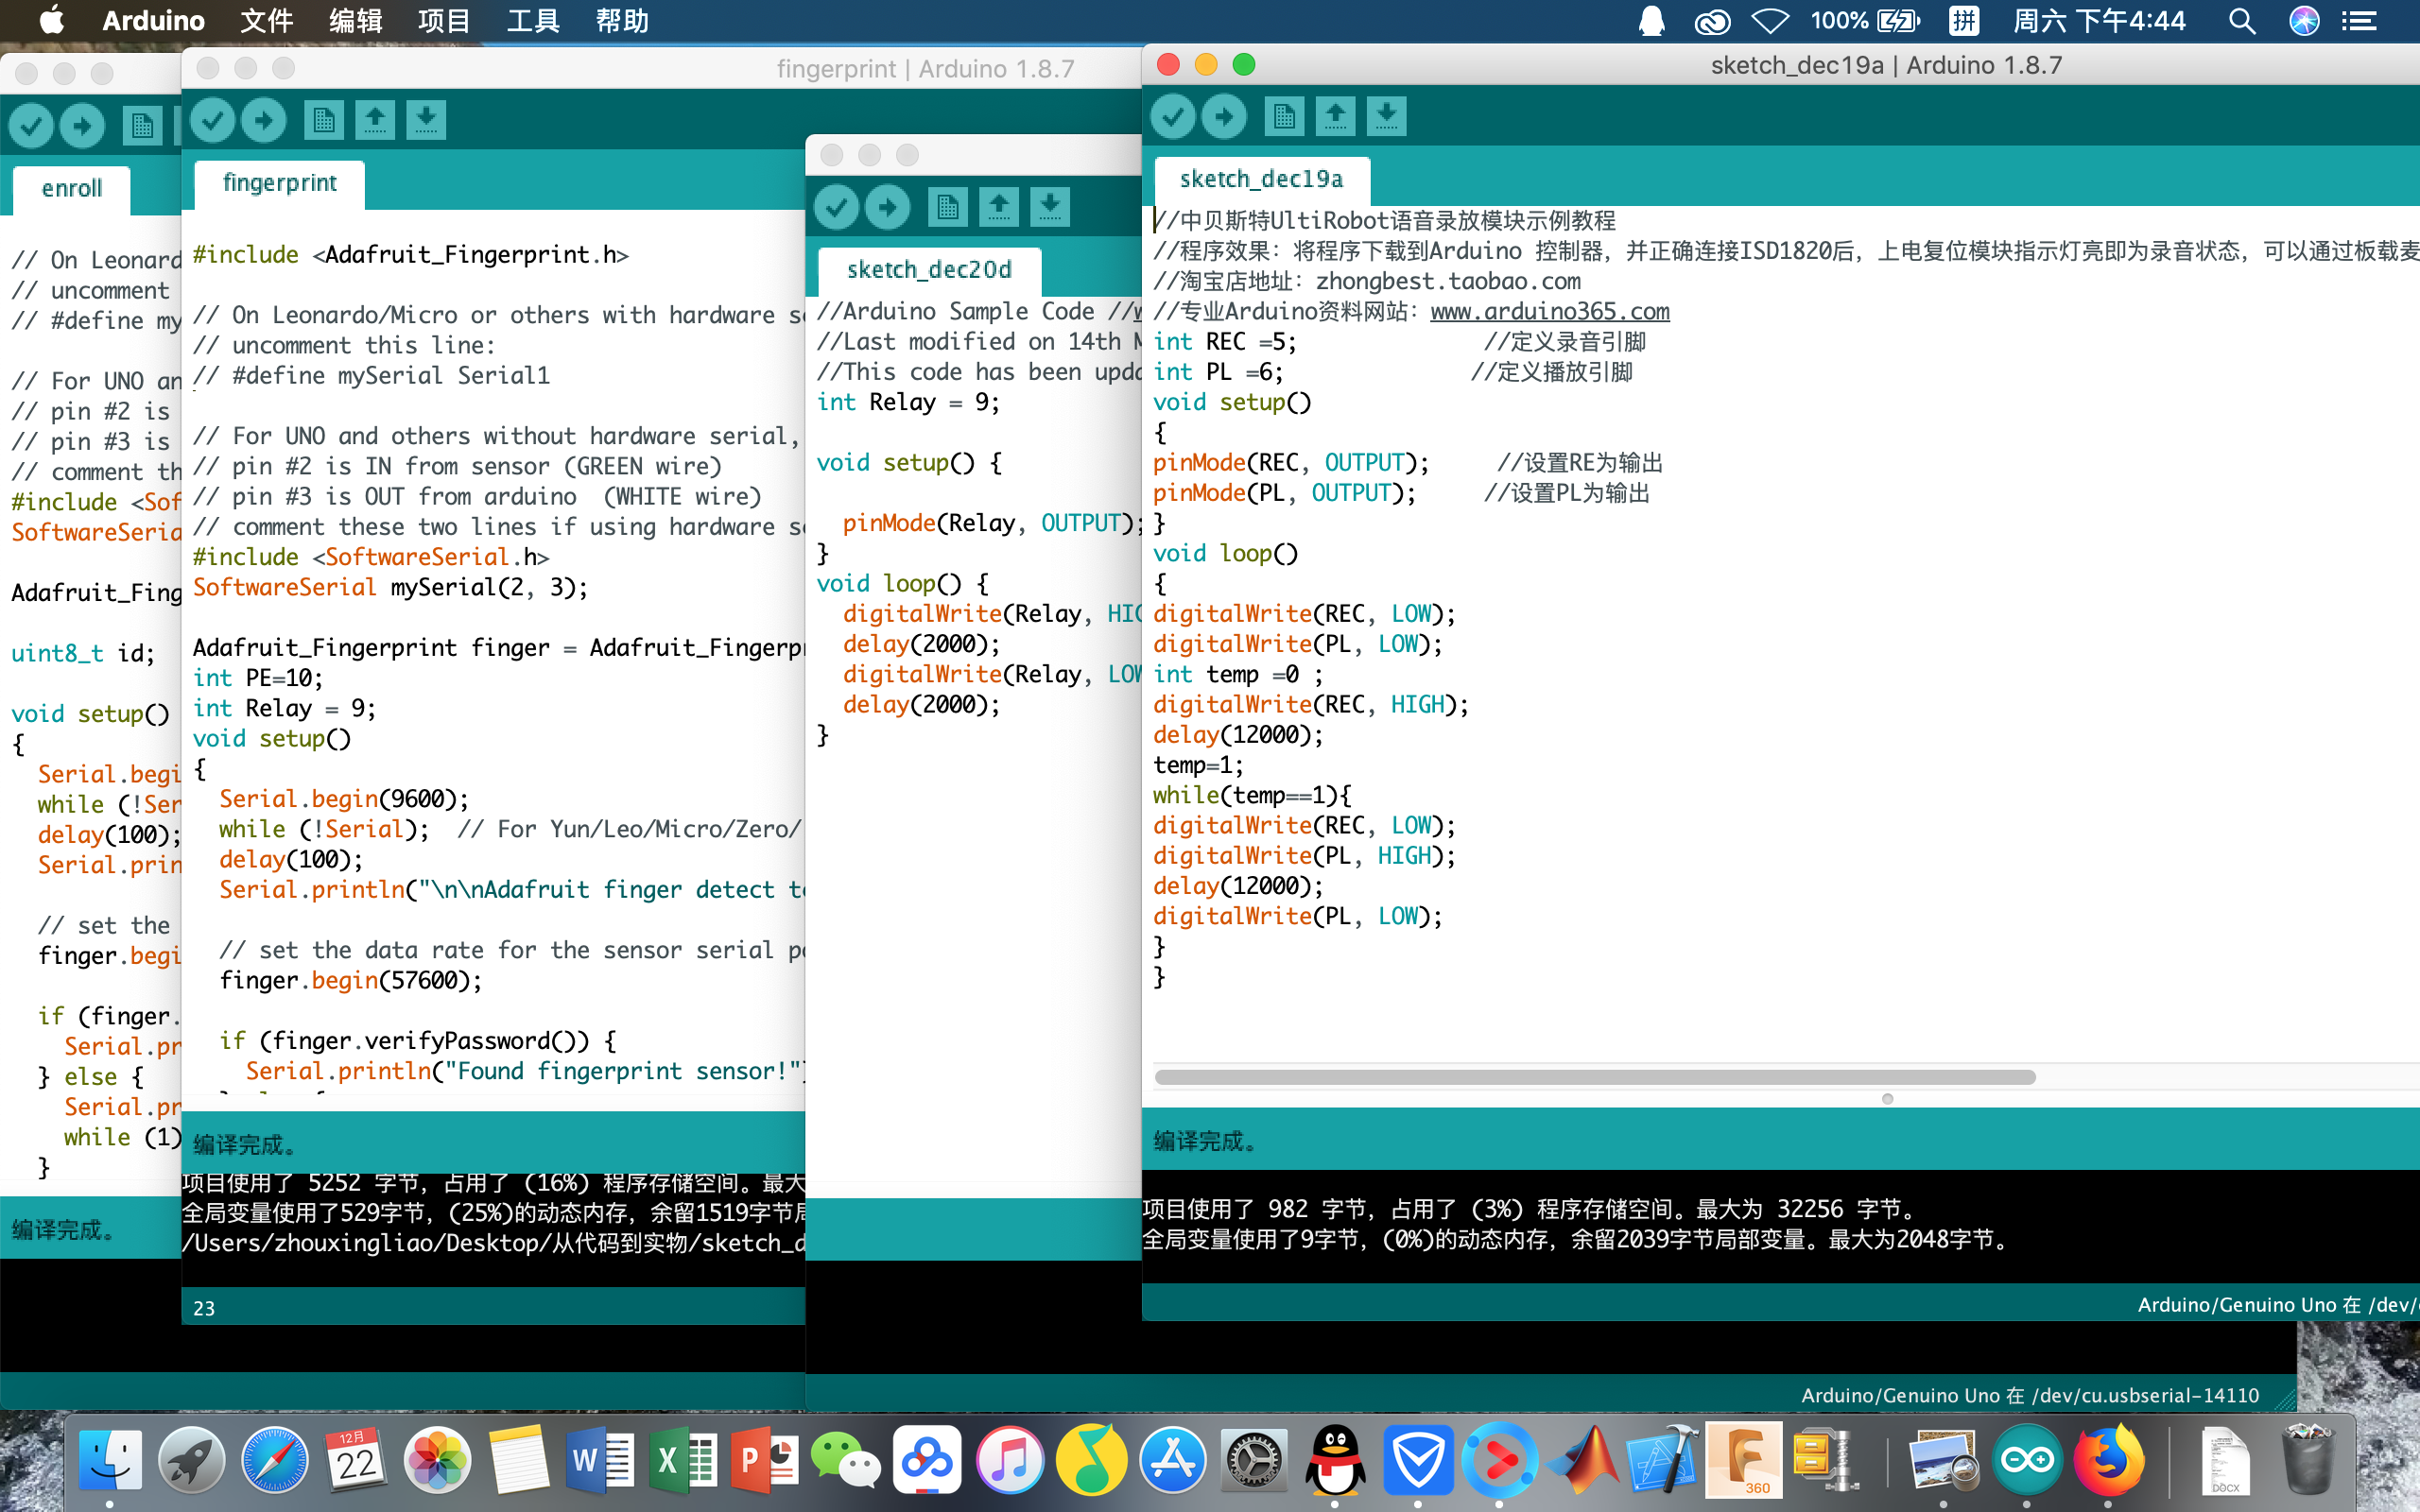 Arduino 文件 编辑 项目 工具 帮助
100% 拼 周六 下午4:44
enroll
// On Leonard
// uncomment
// #define my
// For UNO an
// pin #2 is
// pin #3 is
// comment th
#include <Sof
SoftwareSeria
Adafruit_Fing
uint8_t id;
void setup()
{
Serial.begi
while (!Ser
delay(100);
Serial.prin
// set the
finger.begi
if (finger.
Serial.pr
} else {
Serial.pr
while (1)
}
编译完成。
fingerprint | Arduino 1.8.7
fingerprint
#include <Adafruit_Fingerprint.h>
// On Leonardo/Micro or others with hardware se
// uncomment this line:
// #define mySerial Serial1
// For UNO and others without hardware serial,
// pin #2 is IN from sensor (GREEN wire)
// pin #3 is OUT from arduino  (WHITE wire)
// comment these two lines if using hardware se
#include <SoftwareSerial.h>
SoftwareSerial mySerial(2, 3);
Adafruit_Fingerprint finger = Adafruit_Fingerpr
int PE=10;
int Relay = 9;
void setup()
{
Serial.begin(9600);
while (!Serial);  // For Yun/Leo/Micro/Zero/
delay(100);
Serial.println("\n\nAdafruit finger detect te
// set the data rate for the sensor serial po
finger.begin(57600);
if (finger.verifyPassword()) {
Serial.println("Found fingerprint sensor!")
编译完成。
项目使用了 5252 字节，占用了 (16%) 程序存储空间。最大
全局变量使用了529字节，(25%)的动态内存，余留1519字节局
/Users/zhouxingliao/Desktop/从代码到实物/sketch_d
23
sketch_dec20d
//Arduino Sample Code //w
//Last modified on 14th M
//This code has been upda
int Relay = 9;
void setup() {
pinMode(Relay, OUTPUT);
}
void loop() {
digitalWrite(Relay, HIG
delay(2000);
digitalWrite(Relay, LOW
delay(2000);
}
Arduino/Genuino Uno 在 /dev/cu.usbserial-14110
sketch_dec19a | Arduino 1.8.7
sketch_dec19a
//中贝斯特UltiRobot语音录放模块示例教程
//程序效果：将程序下载到Arduino 控制器，并正确连接ISD1820后，上电复位模块指示灯亮即为录音状态，可以通过板载麦
//淘宝店地址：zhongbest.taobao.com
//专业Arduino资料网站：www.arduino365.com
int REC =5; //定义录音引脚
int PL =6; //定义播放引脚
void setup()
{
pinMode(REC, OUTPUT); //设置RE为输出
pinMode(PL, OUTPUT); //设置PL为输出
}
void loop()
{
digitalWrite(REC, LOW);
digitalWrite(PL, LOW);
int temp =0 ;
digitalWrite(REC, HIGH);
delay(12000);
temp=1;
while(temp==1){
digitalWrite(REC, LOW);
digitalWrite(PL, HIGH);
delay(12000);
digitalWrite(PL, LOW);
}
}
编译完成。
项目使用了 982 字节，占用了 (3%) 程序存储空间。最大为 32256 字节。
全局变量使用了9字节，(0%)的动态内存，余留2039字节局部变量。最大为2048字节。
Arduino/Genuino Uno 在 /dev/
12月
22
W
X
P
360
DOCX